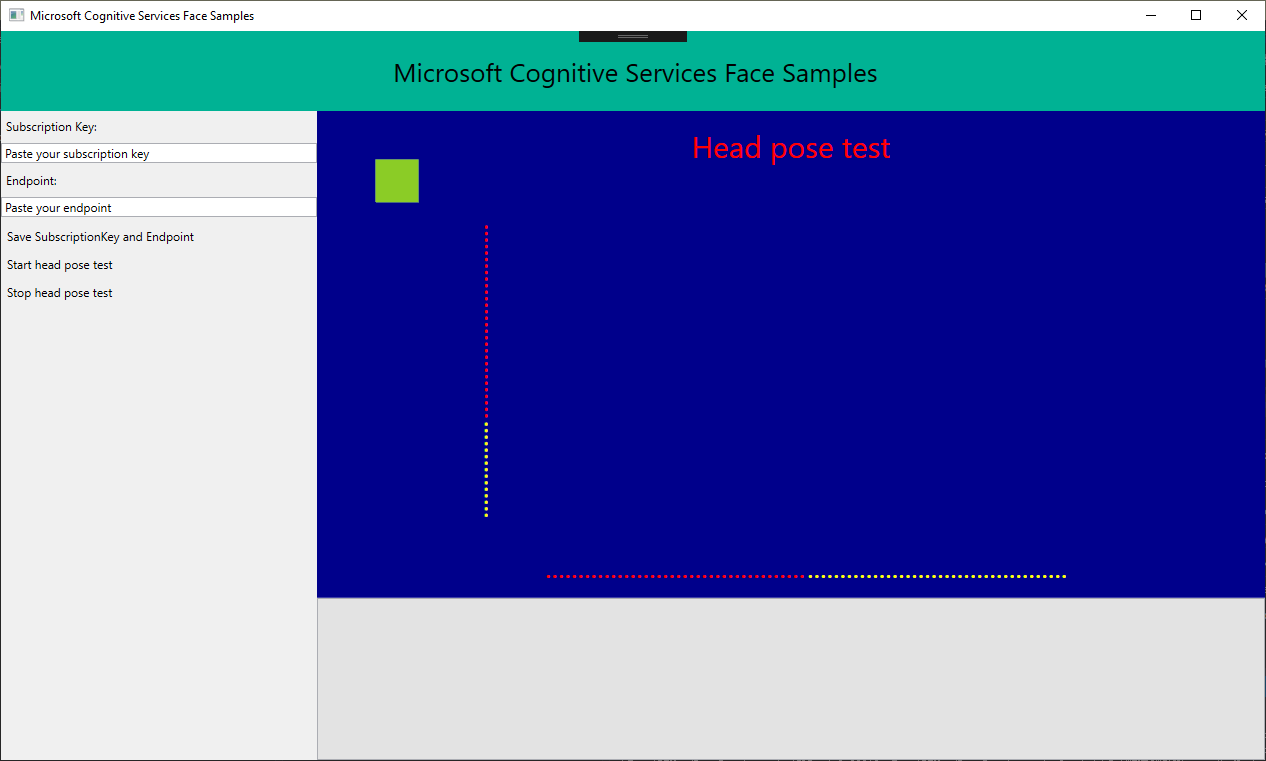 Microsoft Cognitive Services Face Samples
Microsoft Cognitive Services Face Samples
Subscription Key:
Paste your subscription key
Endpoint:
Paste your endpoint
Save SubscriptionKey and Endpoint
Start head pose test
Stop head pose test
Head pose test